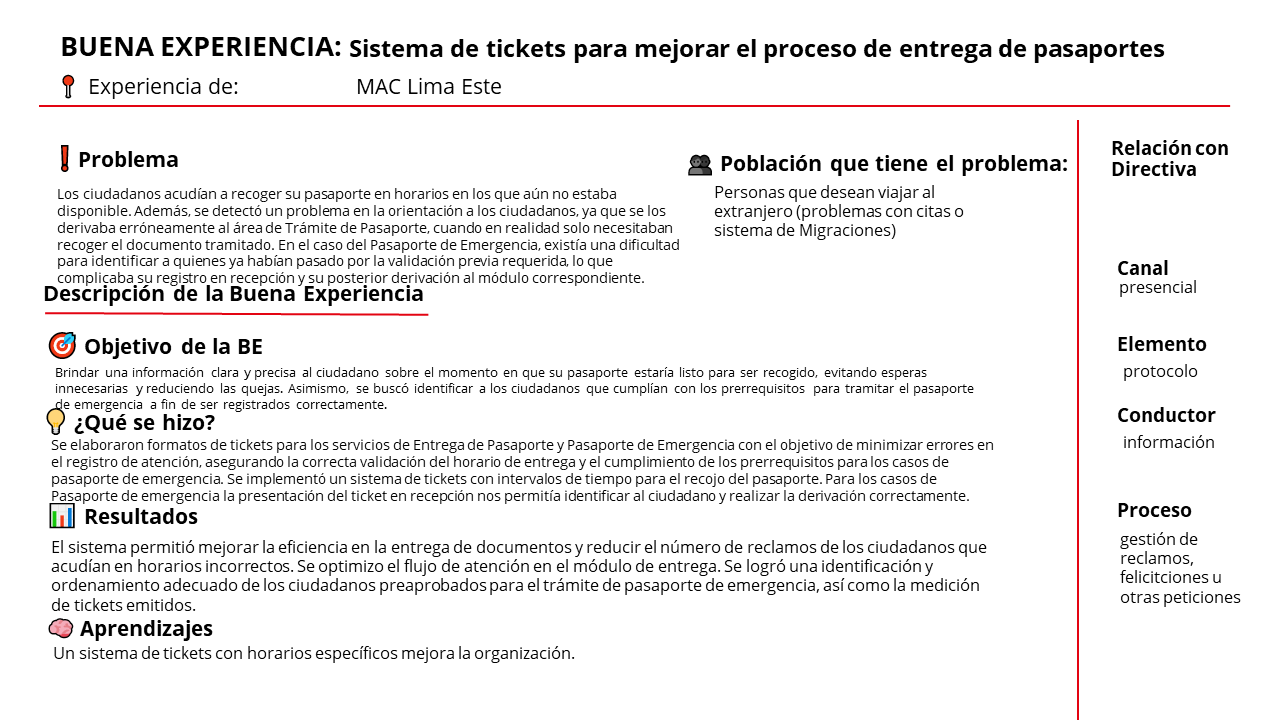 BUENA EXPERIENCIA: Sistema de tickets para mejorar el proceso de entrega de pasaportes
Experiencia de: MAC Lima Este
Problema
Los ciudadanos acudían a recoger su pasaporte en horarios en los que aún no estaba
disponible. Además, se detectó un problema en la orientación a los ciudadanos, ya que se los
derivaba erróneamente al área de Trámite de Pasaporte, cuando en realidad solo necesitaban
recoger el documento tramitado. En el caso del Pasaporte de Emergencia, existía una dificultad
para identificar a quienes ya habían pasado por la validación previa requerida, lo que
complicaba su registro en recepción y su posterior derivación al módulo correspondiente.
Población que tiene el problema:
Personas que desean viajar al
extranjero (problemas con citas o
sistema de Migraciones)
Descripción de la Buena Experiencia
Objetivo de la BE
Brindar una información clara y precisa al ciudadano sobre el momento en que su pasaporte estaría listo para ser recogido, evitando esperas
innecesarias y reduciendo las quejas. Asimismo, se buscó identificar a los ciudadanos que cumplían con los prerrequisitos para tramitar el pasaporte
de emergencia a fin de ser registrados correctamente.
¿Qué se hizo?
Se elaboraron formatos de tickets para los servicios de Entrega de Pasaporte y Pasaporte de Emergencia con el objetivo de minimizar errores en
el registro de atención, asegurando la correcta validación del horario de entrega y el cumplimiento de los prerrequisitos para los casos de
pasaporte de emergencia. Se implementó un sistema de tickets con intervalos de tiempo para el recojo del pasaporte. Para los casos de
Pasaporte de emergencia la presentación del ticket en recepción nos permitía identificar al ciudadano y realizar la derivación correctamente.
Resultados
El sistema permitió mejorar la eficiencia en la entrega de documentos y reducir el número de reclamos de los ciudadanos que
acudían en horarios incorrectos. Se optimizo el flujo de atención en el módulo de entrega. Se logró una identificación y
ordenamiento adecuado de los ciudadanos preaprobados para el trámite de pasaporte de emergencia, así como la medición
de tickets emitidos.
Aprendizajes
Un sistema de tickets con horarios específicos mejora la organización.
Relación con
Directiva
Canal
presencial
Elemento
protocolo
Conductor
información
Proceso
gestión de
reclamos,
felicitciones u
otras peticiones